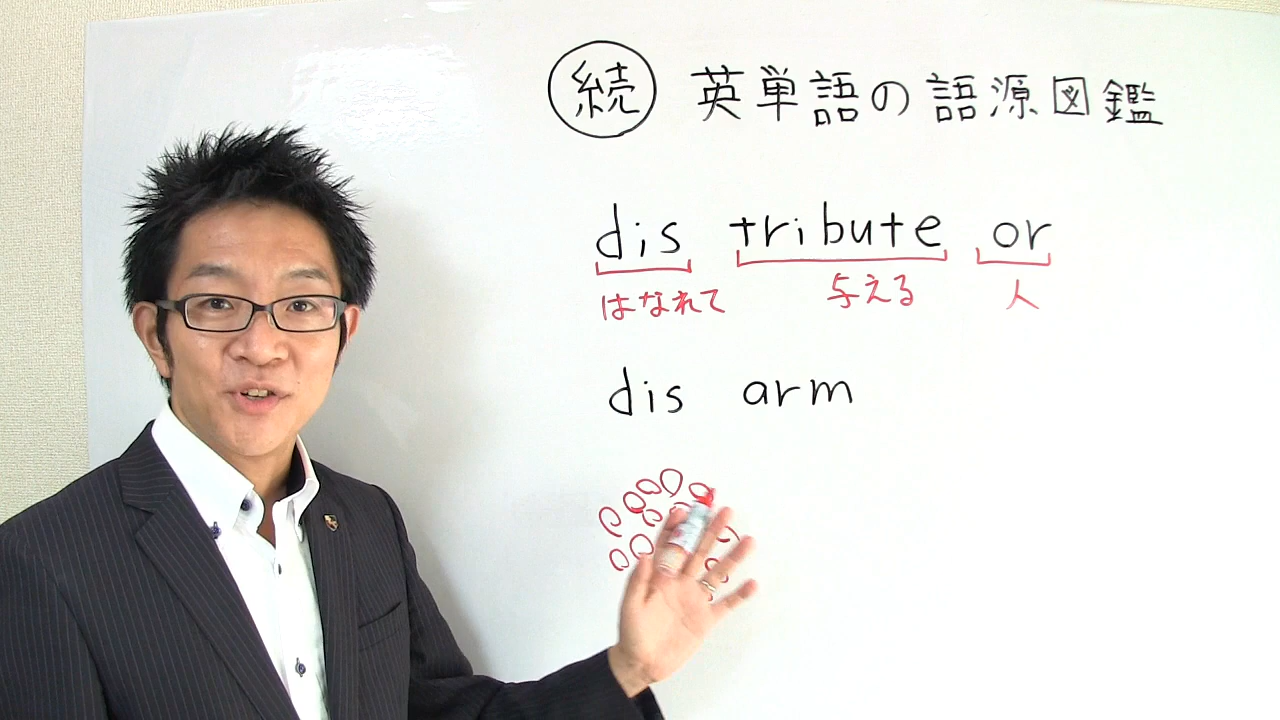 続 英単語の語源図鑑
dis tribute or
はなれて 与える 人
dis arm